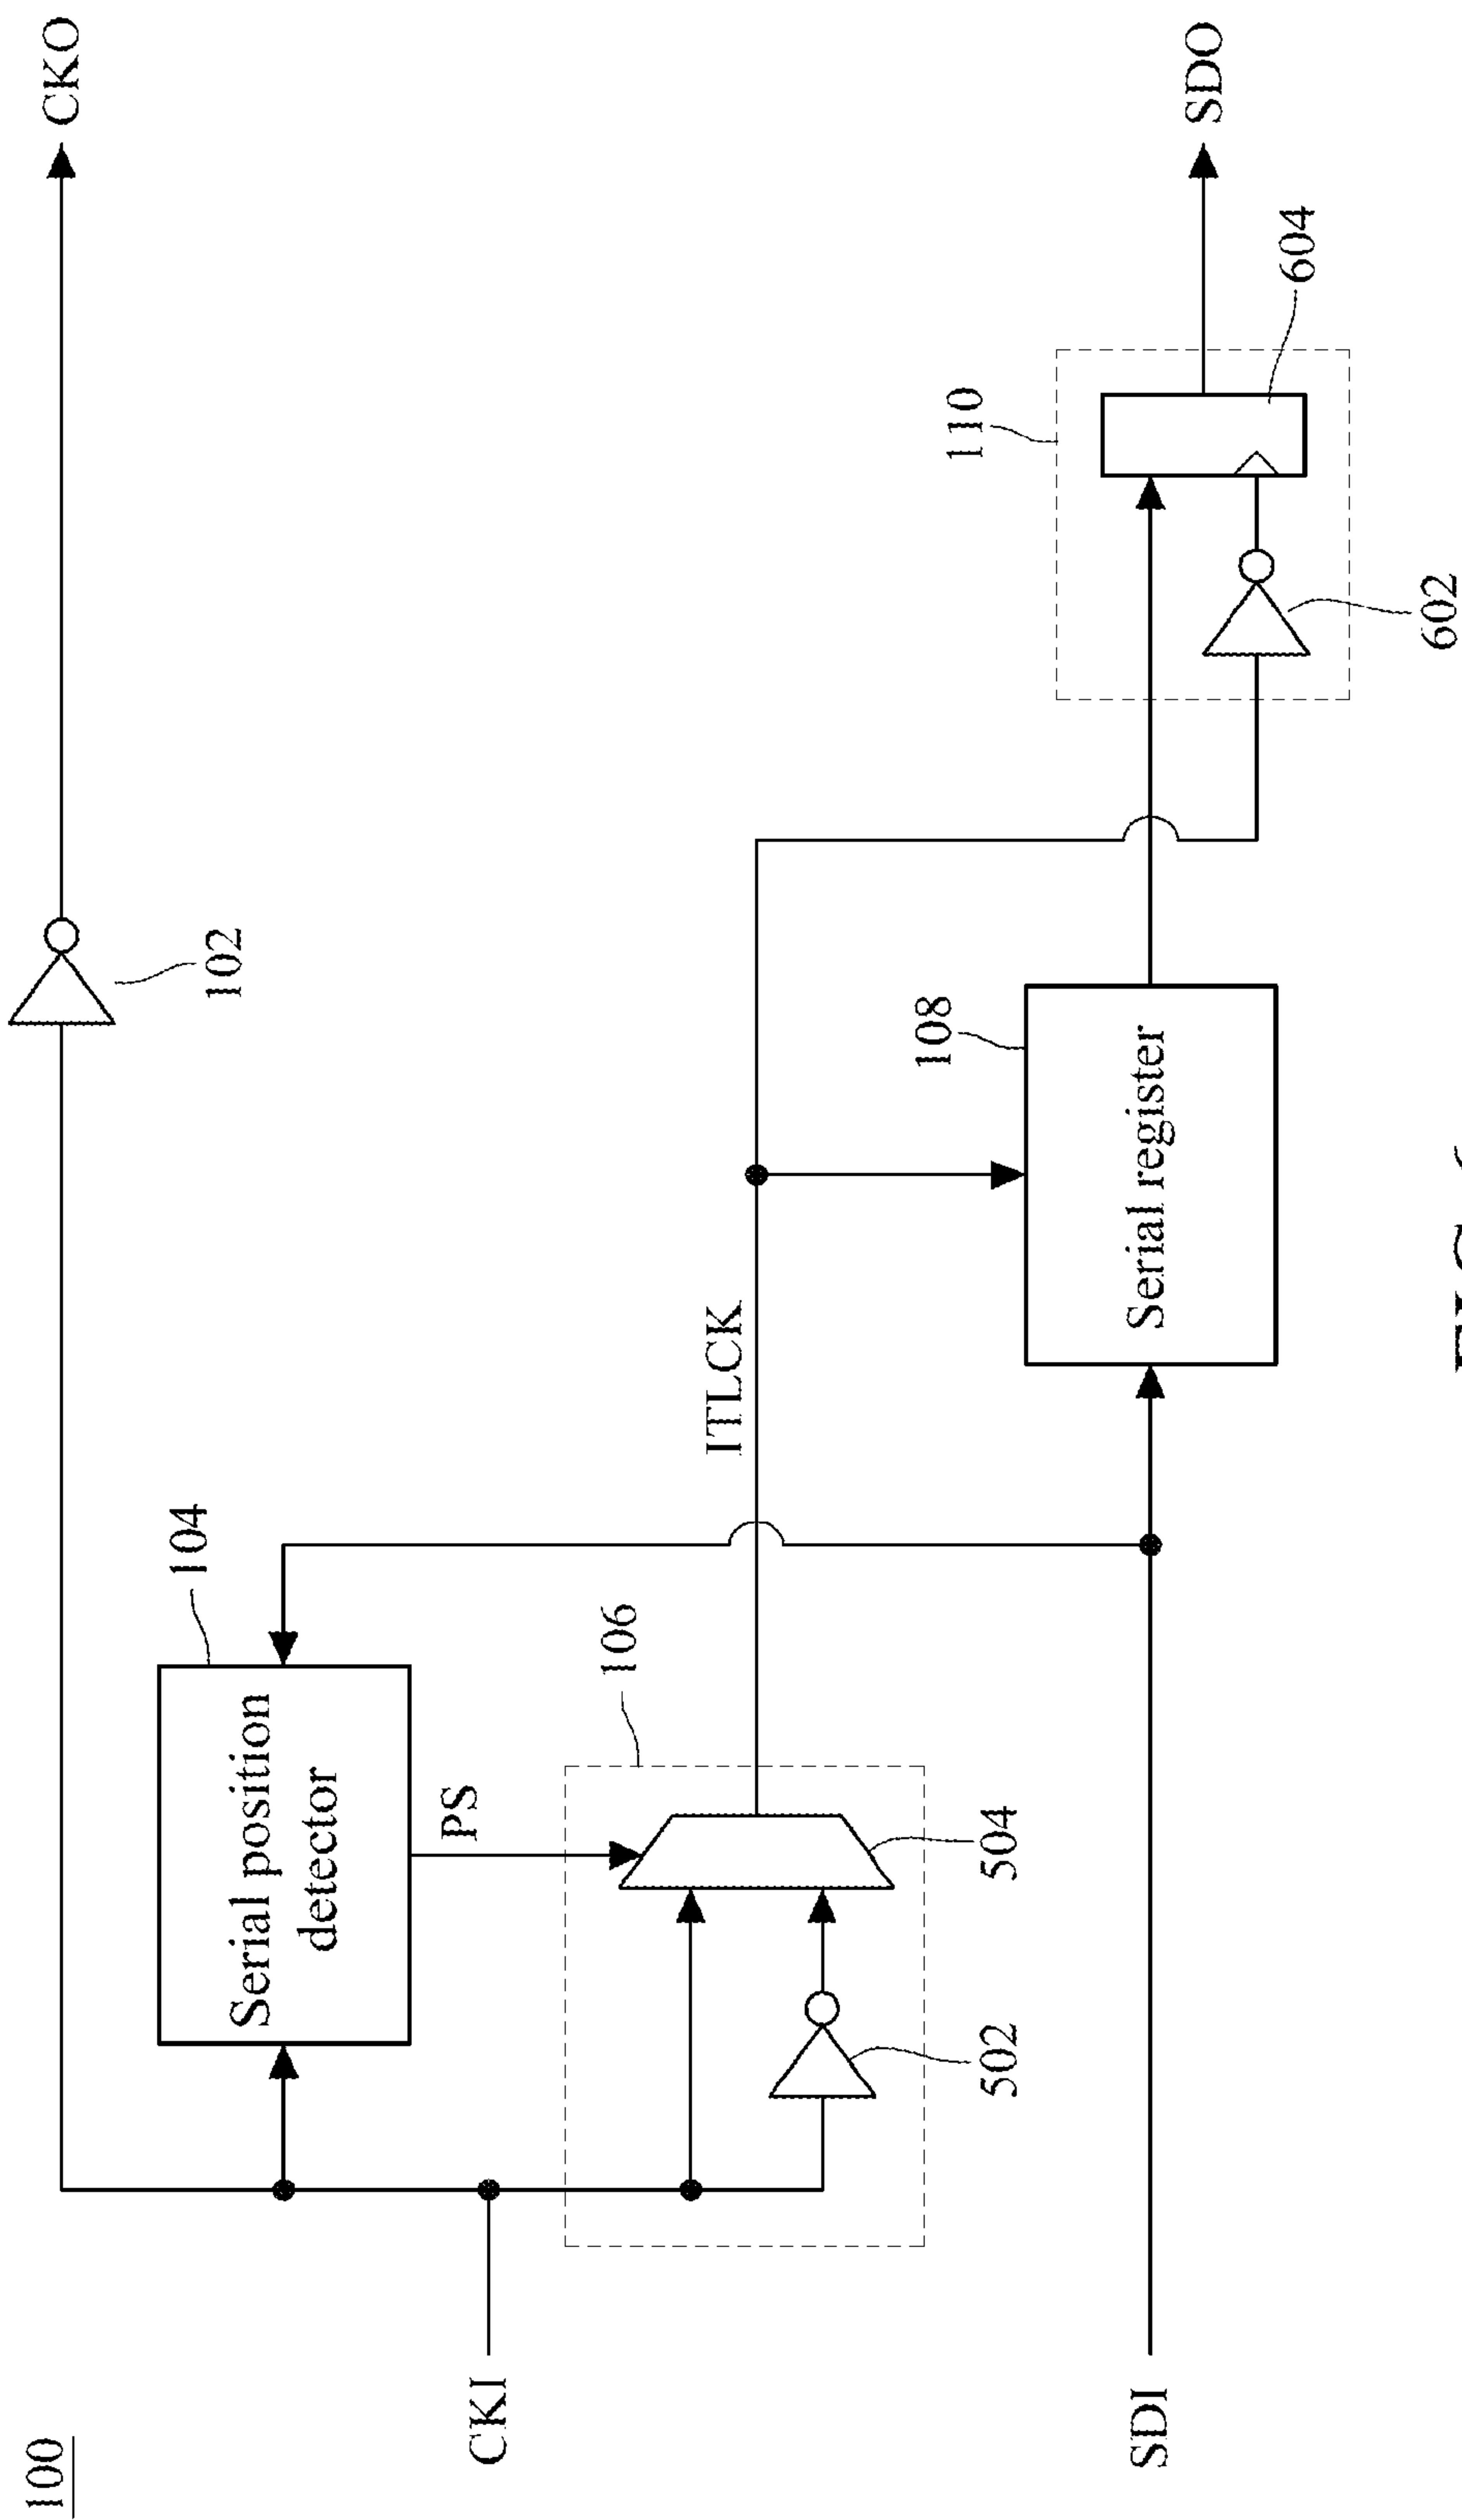 100
CKO
102
104
Serial position
detector
PS
CKI
106
502
504
ITLCK
108
Serial register
110
SDI
602
604
SDO